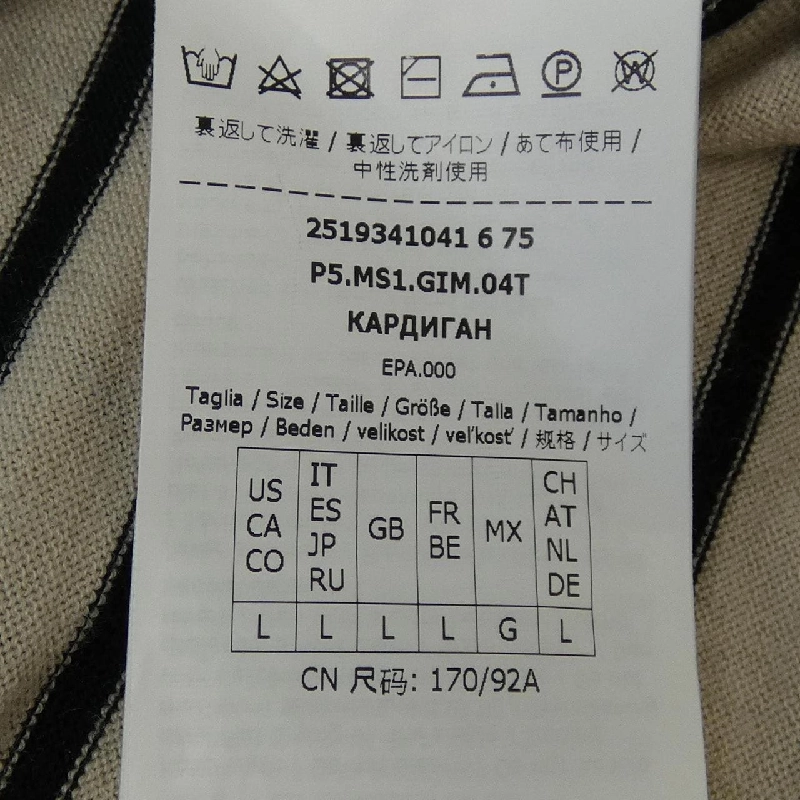 裏返して洗濯 / 裏返してアイロン / あて布使用 /
中性洗剤使用
2519341041 6 75
P5.MS1.GIM.04T
КАРДИГАН
EPA.000
Taglia / Size / Taille / Größe / Talla / Tamanho /
Размер / Beden / velikost / veľkosť / 规格 / サイズ
US CA CO
IT ES JP RU
GB
FR BE
MX
CH AT NL DE
L L L L G L
CN 尺码: 170/92A